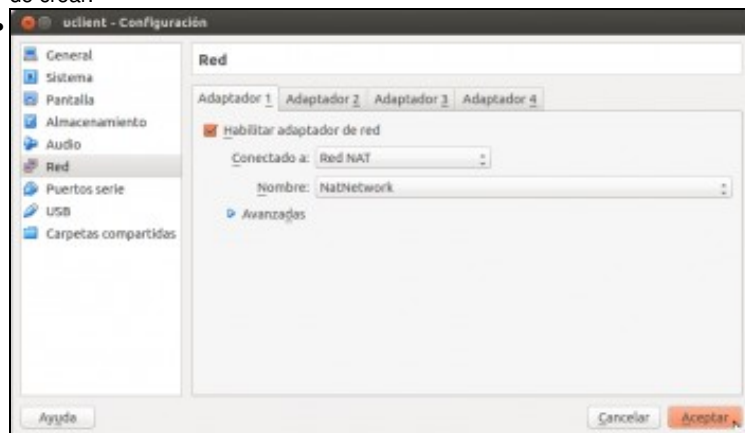 uclient - Configuración
General
Sistema
Pantalla
Almacenamiento
Audio
Red
Puertos serie
USB
Carpetas compartidas
Red
Adaptador 1 Adaptador 2 Adaptador 3 Adaptador 4
Habilitar adaptador de red
Conectado a: Red NAT
Nombre: NatNetwork
Avanzadas
Ayuda Cancelar Aceptar